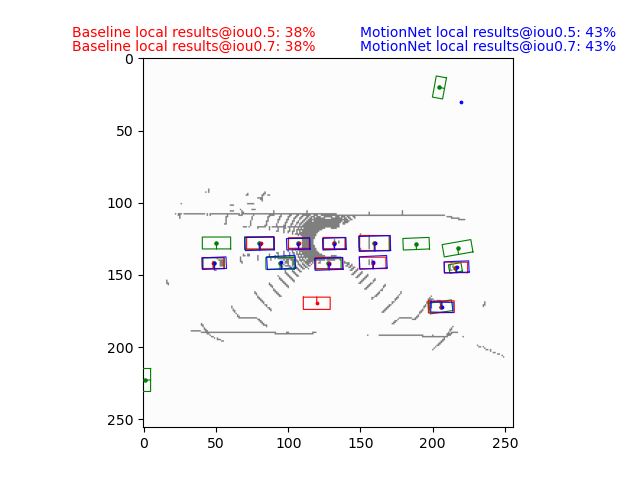 Baseline local results@iou0.5: 38% MotionNet local results@iou0.5: 43%
Baseline local results@iou0.7: 38% MotionNet local results@iou0.7: 43%
0
50
100
150
200
250
0 50 100 150 200 250